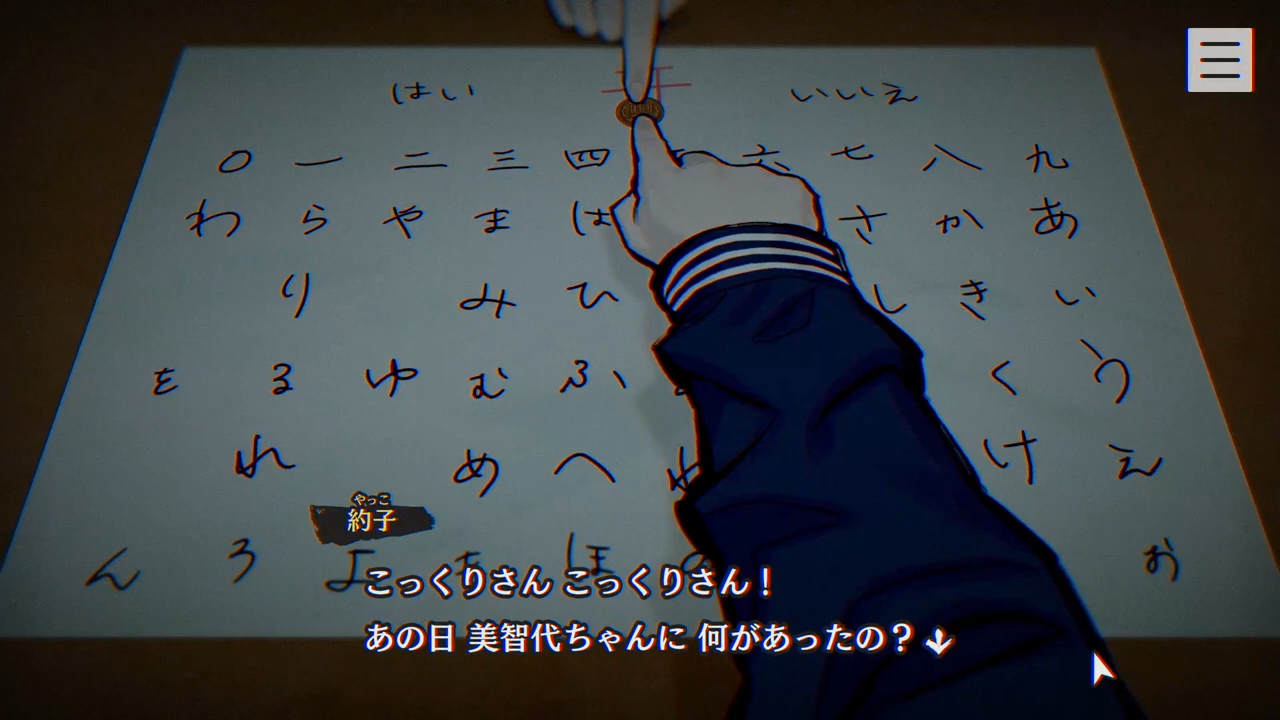 はい いいえ
〇 一 二 三 四 六 七 八 九
わ ら や ま は さ か あ
り み ひ し き い
を る ゆ む ふ く う
れ め へ ね け え
ん ろ よ も ほ の お
やっこ
約子
こっくりさん こっくりさん！
あの日 美智代ちゃんに 何があったの？